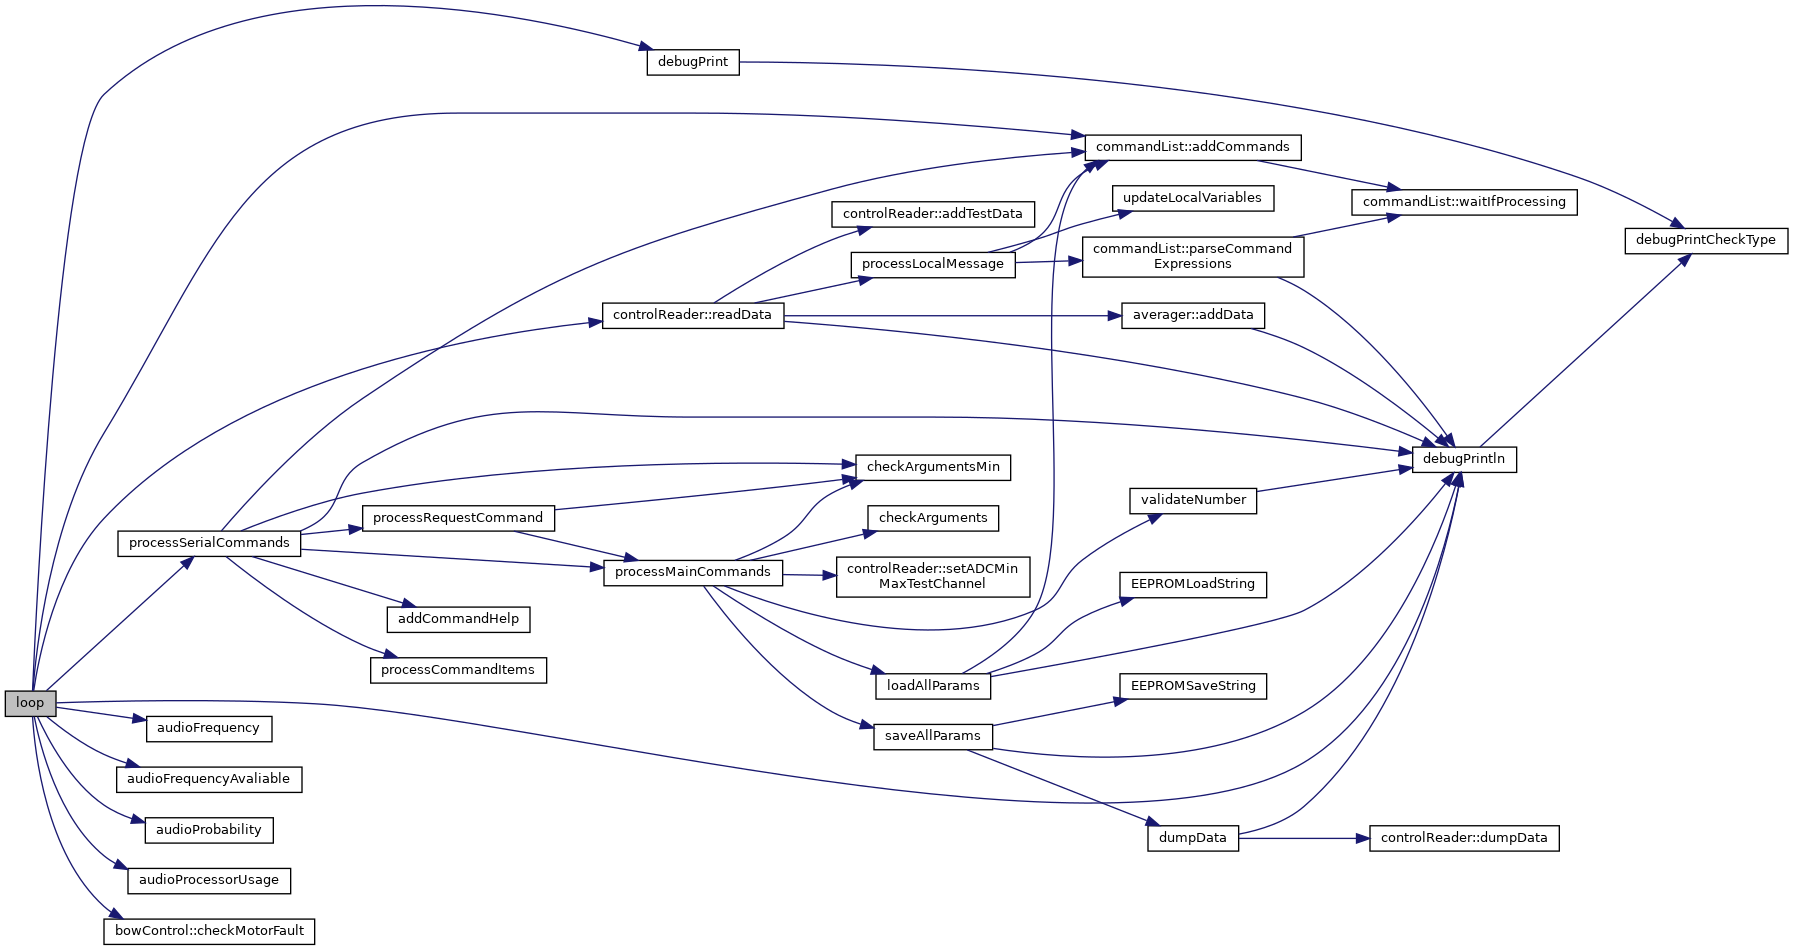 debugPrint
commandList::addCommands
updateLocalVariables
commandList::waitIfProcessing
controlReader::addTestData
debugPrintCheckType
processLocalMessage
commandList::parseCommand
Expressions
controlReader::readData
averager::addData
debugPrintln
checkArgumentsMin
validateNumber
processRequestCommand
checkArguments
processSerialCommands
processMainCommands
controlReader::setADCMin
MaxTestChannel
EEPROMLoadString
addCommandHelp
processCommandItems
loadAllParams
EEPROMSaveString
loop
audioFrequency
saveAllParams
audioFrequencyAvaliable
audioProbability
dumpData
controlReader::dumpData
audioProcessorUsage
bowControl::checkMotorFault